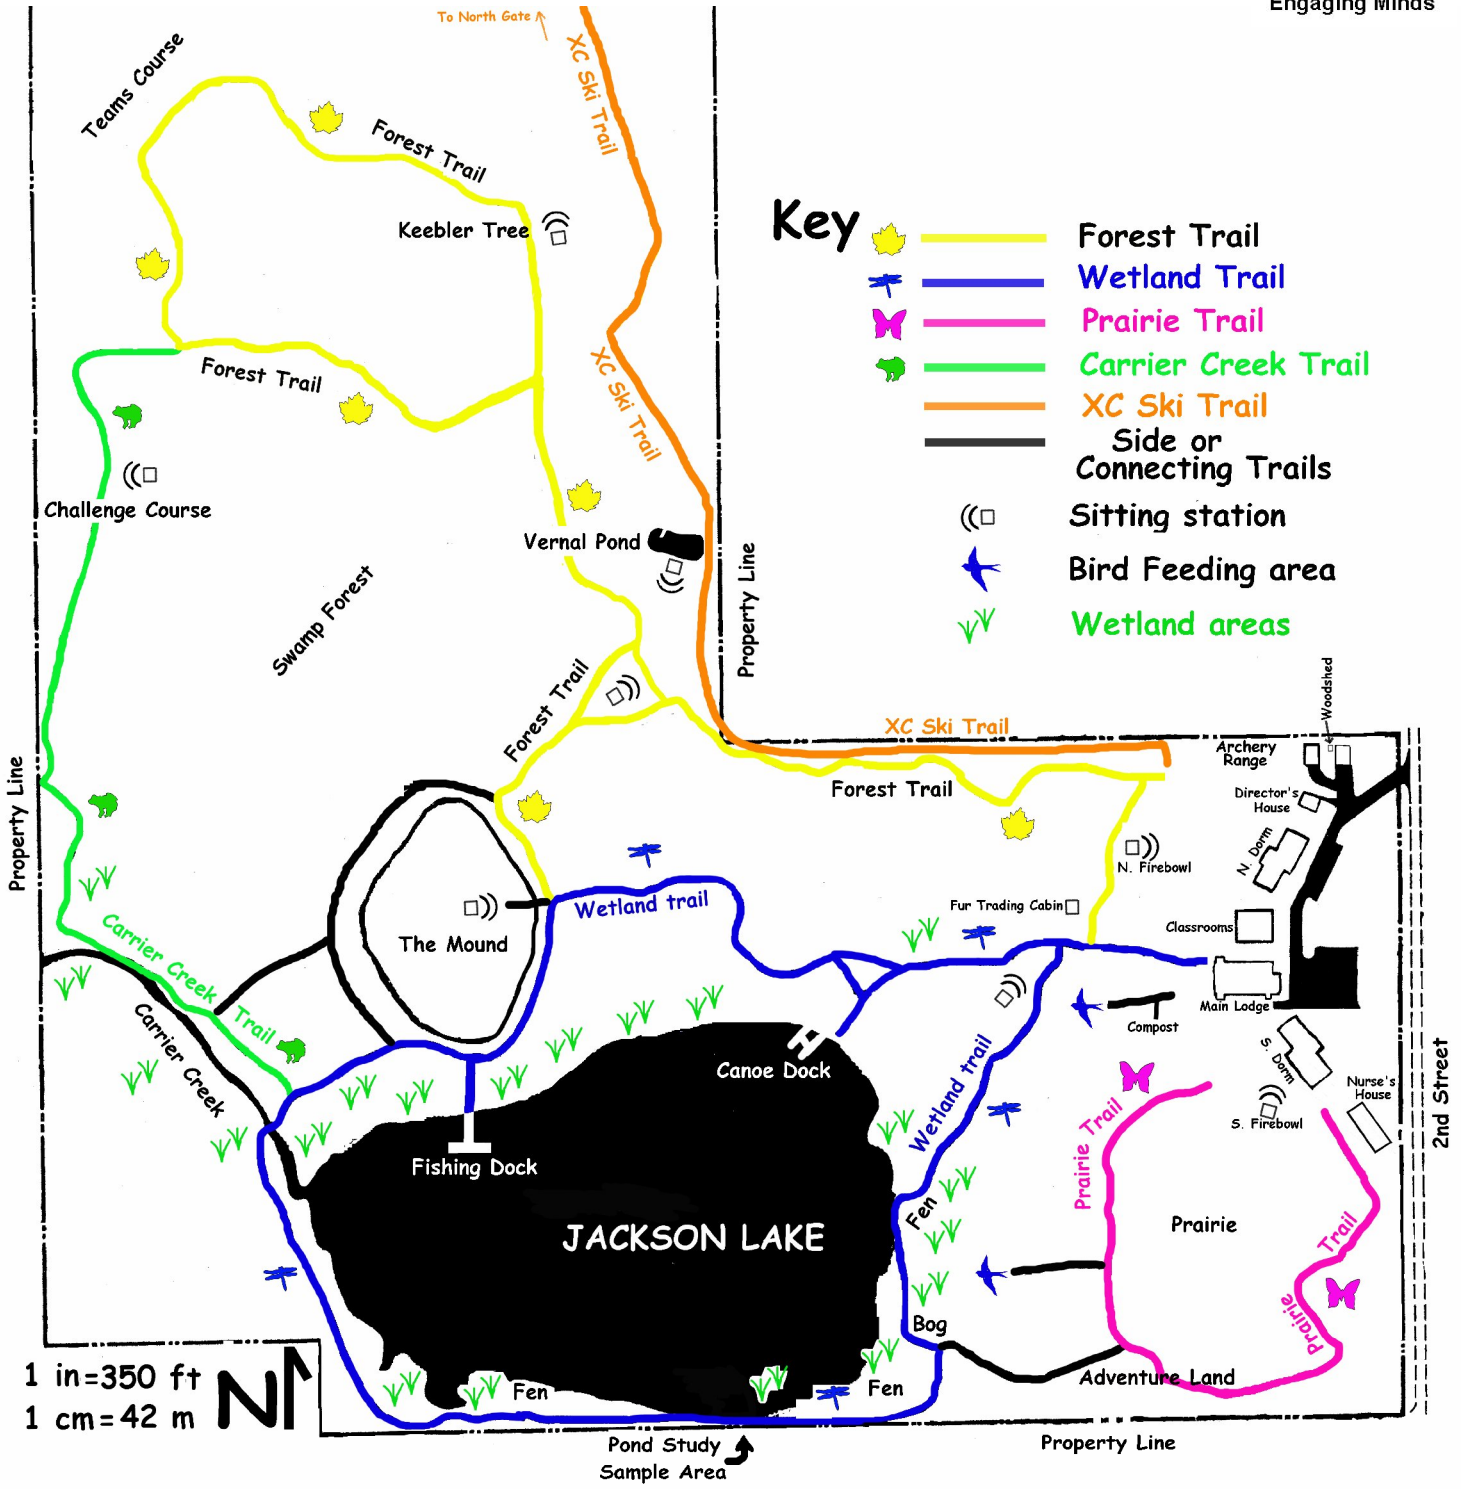 Engaging Minds
To North Gate
XC Ski Trail
Teams Course
Forest Trail
Keebler Tree
Key
Forest Trail
Wetland Trail
Prairie Trail
Carrier Creek Trail
XC Ski Trail
Side or
Connecting Trails
Sitting station
Bird Feeding area
Wetland areas
XC Ski Trail
Forest Trail
Challenge Course
Vernal Pond
Property Line
Swamp Forest
Forest Trail
Woodshed
XC Ski Trail
Archery
Range
Forest Trail
Director's
House
Property Line
N. Dorm
N. Firebowl
Wetland trail
Fur Trading Cabin
Classrooms
The Mound
Carrier Creek Trail
Main Lodge
Compost
Carrier Creek
Canoe Dock
Wetland trail
S. Dorm
Nurse's
House
S. Firebowl
2nd Street
Prairie Trail
Fishing Dock
Fen
Prairie
JACKSON LAKE
Prairie Trail
Bog
Adventure Land
1 in=350 ft
1 cm=42 m
N
Fen
Fen
Pond Study
Sample Area
Property Line